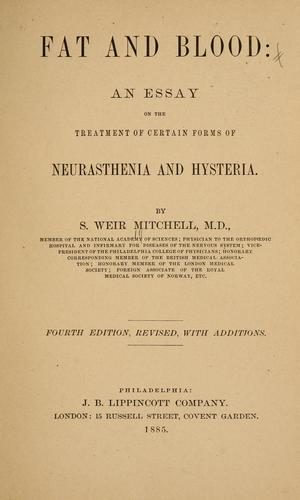 FAT AND BLOOD:
AN ESSAY
ON THE
TREATMENT OF CERTAIN FORMS OF
NEURASTHENIA AND HYSTERIA.
BY
S. WEIR MITCHELL, M.D.,
MEMBER OF THE NATIONAL ACADEMY OF SCIENCES; PHYSICIAN TO THE ORTHOPÆDIC
HOSPITAL AND INFIRMARY FOR DISEASES OF THE NERVOUS SYSTEM; VICE-
PRESIDENT OF THE PHILADELPHIA COLLEGE OF PHYSICIANS; HONORARY
CORRESPONDING MEMBER OF THE BRITISH MEDICAL ASSOCIA-
TION; HONORARY MEMBER OF THE LONDON MEDICAL
SOCIETY; FOREIGN ASSOCIATE OF THE ROYAL
MEDICAL SOCIETY OF NORWAY, ETC.
FOURTH EDITION, REVISED, WITH ADDITIONS.
PHILADELPHIA:
J. B. LIPPINCOTT COMPANY.
LONDON: 15 RUSSELL STREET, COVENT GARDEN.
1885.